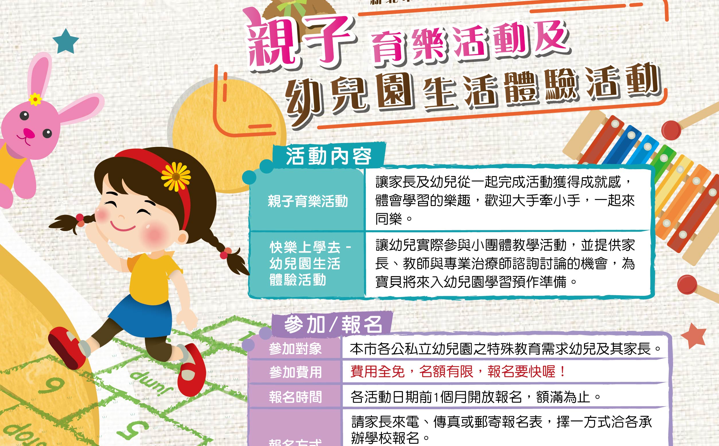 親子 育樂活動及
幼兒園 生活體驗活動
活動內容
親子育樂活動
讓家長及幼兒從一起完成活動獲得成就感，
體會學習的樂趣，歡迎大手牽小手，一起來
同樂。
快樂上學去－
幼兒園生活
體驗活動
讓幼兒實際參與小團體教學活動，並提供家
長、教師與專業治療師諮詢討論的機會，為
寶貝將來入幼兒園學習預作準備。
參加/報名
參加對象
本市各公私立幼兒園之特殊教育需求幼兒及其家長。
參加費用
費用全免，名額有限，報名要快喔！
報名時間
各活動日期前1個月開放報名，額滿為止。
報名方式
請家長來電、傳真或郵寄報名表，擇一方式洽各承
辦學校報名。
6
jump
5
stop